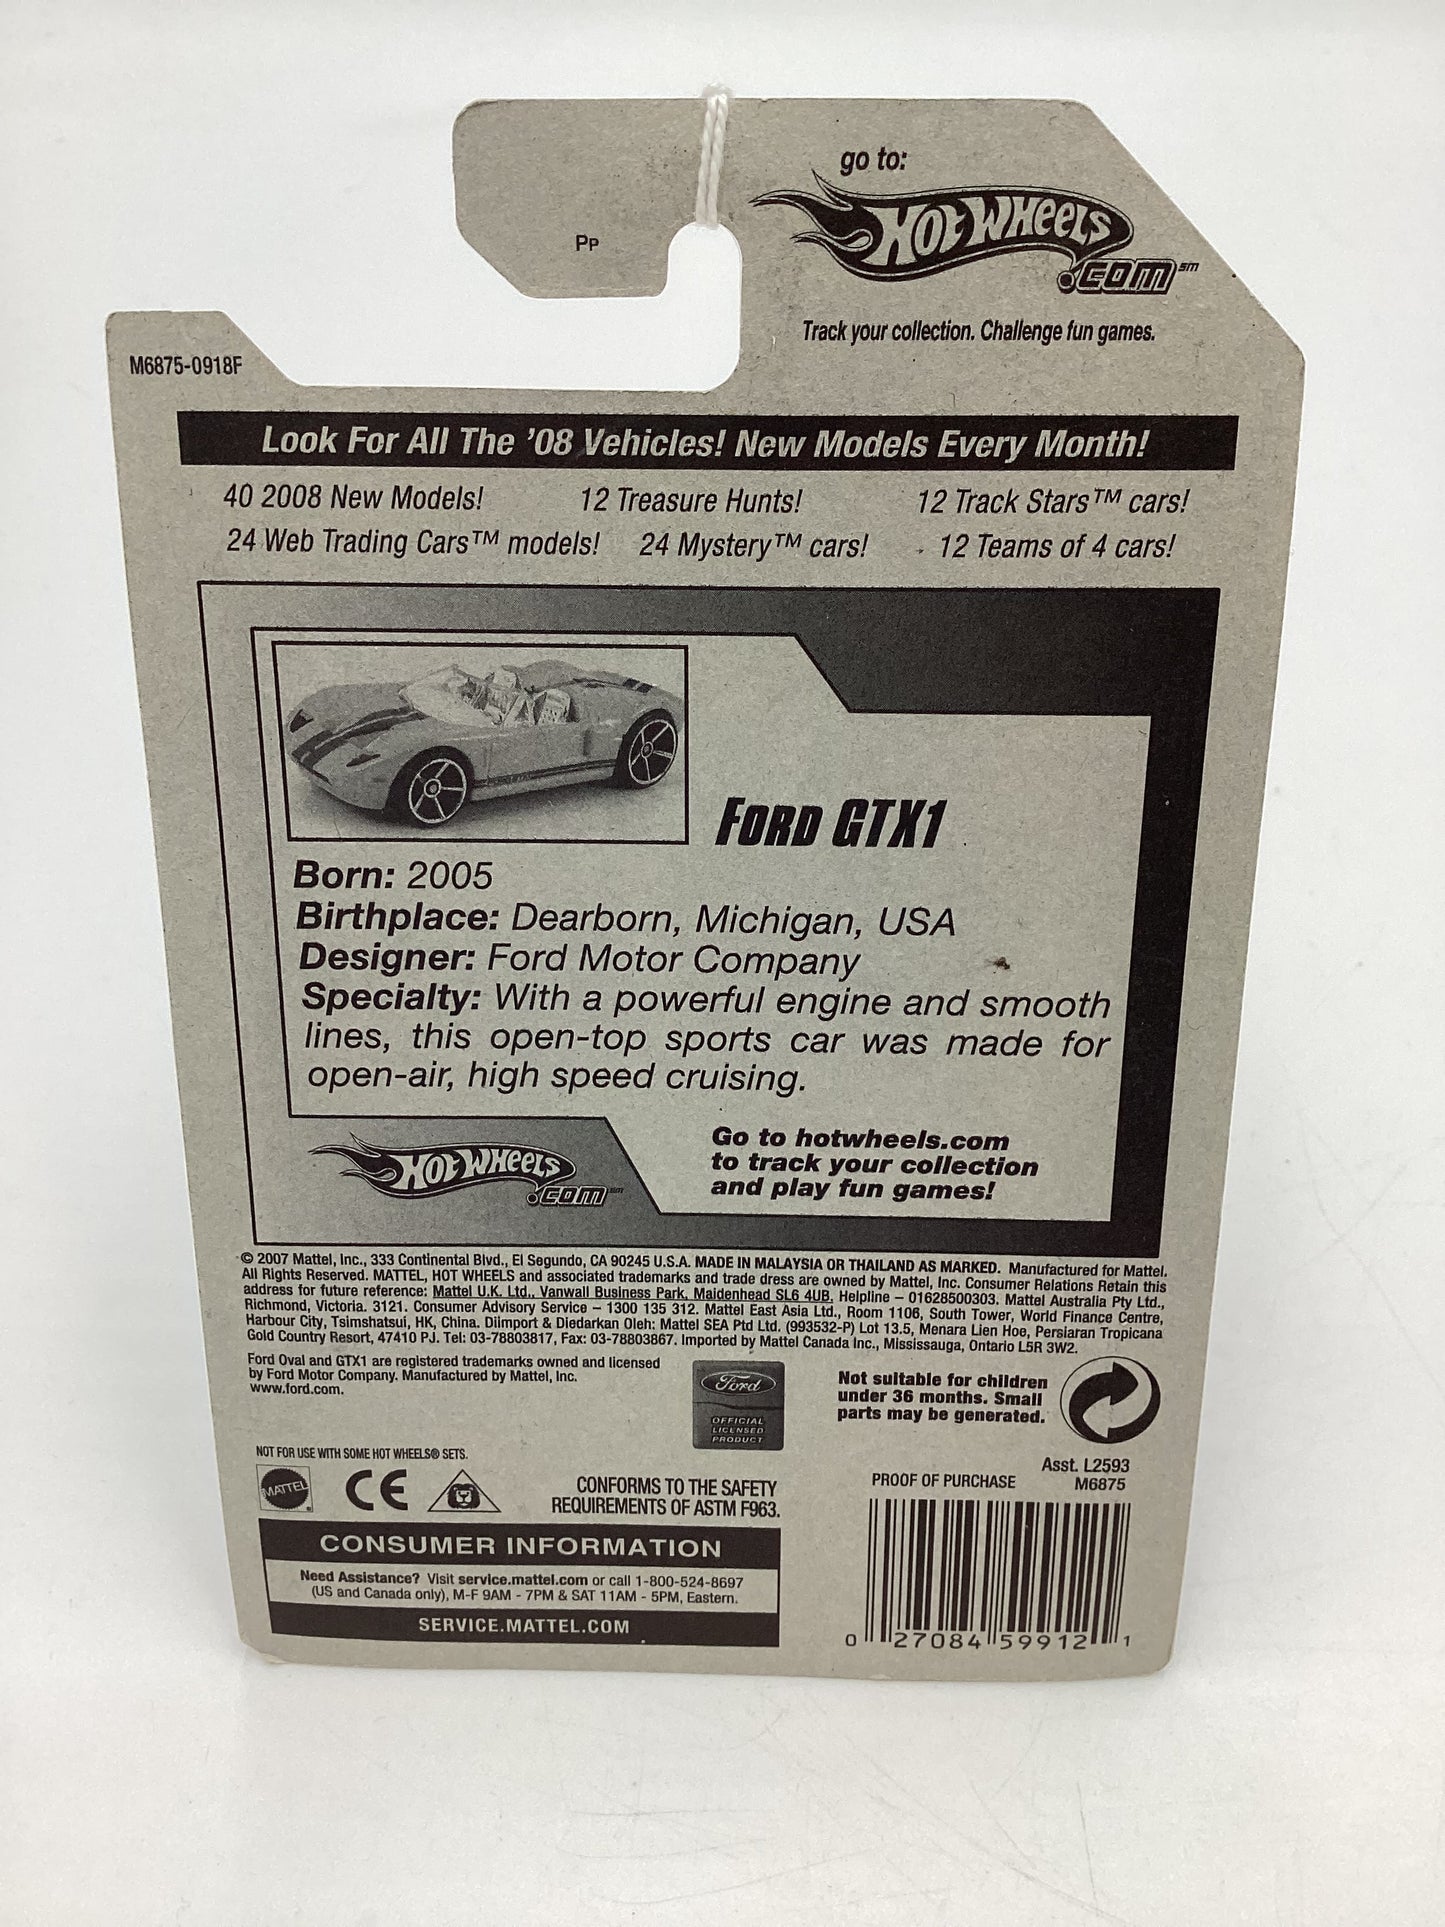 go to:
HOT WHEELS
.COM℠
Track your collection. Challenge fun games.
Pp
M6875-0918F
Look For All The '08 Vehicles! New Models Every Month!
40 2008 New Models! 12 Treasure Hunts! 12 Track Stars™ cars!
24 Web Trading Cars™ models! 24 Mystery™ cars! 12 Teams of 4 cars!
FORD GTX1
Born: 2005
Birthplace: Dearborn, Michigan, USA
Designer: Ford Motor Company
Specialty: With a powerful engine and smooth
lines, this open-top sports car was made for
open-air, high speed cruising.
HOT WHEELS
.COM
Go to hotwheels.com
to track your collection
and play fun games!
© 2007 Mattel, Inc., 333 Continental Blvd., El Segundo, CA 90245 U.S.A. MADE IN MALAYSIA OR THAILAND AS MARKED. Manufactured for Mattel.
All Rights Reserved. MATTEL, HOT WHEELS and associated trademarks and trade dress are owned by Mattel, Inc. Consumer Relations Retain this
address for future reference: Mattel U.K. Ltd., Vanwall Business Park, Maidenhead SL6 4UB. Helpline – 01628500303. Mattel Australia Pty Ltd.,
Richmond, Victoria. 3121. Consumer Advisory Service – 1300 135 312. Mattel East Asia Ltd., Room 1106, South Tower, World Finance Centre,
Harbour City, Tsimshatsui, HK, China. Diimport & Diedarkan Oleh: Mattel SEA Ptd Ltd. (993532-P) Lot 13.5, Menara Lien Hoe, Persiaran Tropicana
Gold Country Resort, 47410 PJ. Tel: 03-78803817, Fax: 03-78803867. Imported by Mattel Canada Inc., Mississauga, Ontario L5R 3W2.
Ford Oval and GTX1 are registered trademarks owned and licensed
by Ford Motor Company. Manufactured by Mattel, Inc.
www.ford.com.
Ford
OFFICIAL
LICENSED
PRODUCT
Not suitable for children
under 36 months. Small
parts may be generated.
NOT FOR USE WITH SOME HOT WHEELS® SETS.
MATTEL
CE
CONFORMS TO THE SAFETY
REQUIREMENTS OF ASTM F963.
Asst. L2593
PROOF OF PURCHASE M6875
CONSUMER INFORMATION
Need Assistance? Visit service.mattel.com or call 1-800-524-8697
(US and Canada only), M-F 9AM - 7PM & SAT 11AM - 5PM, Eastern.
SERVICE.MATTEL.COM
0 27084 59912 1